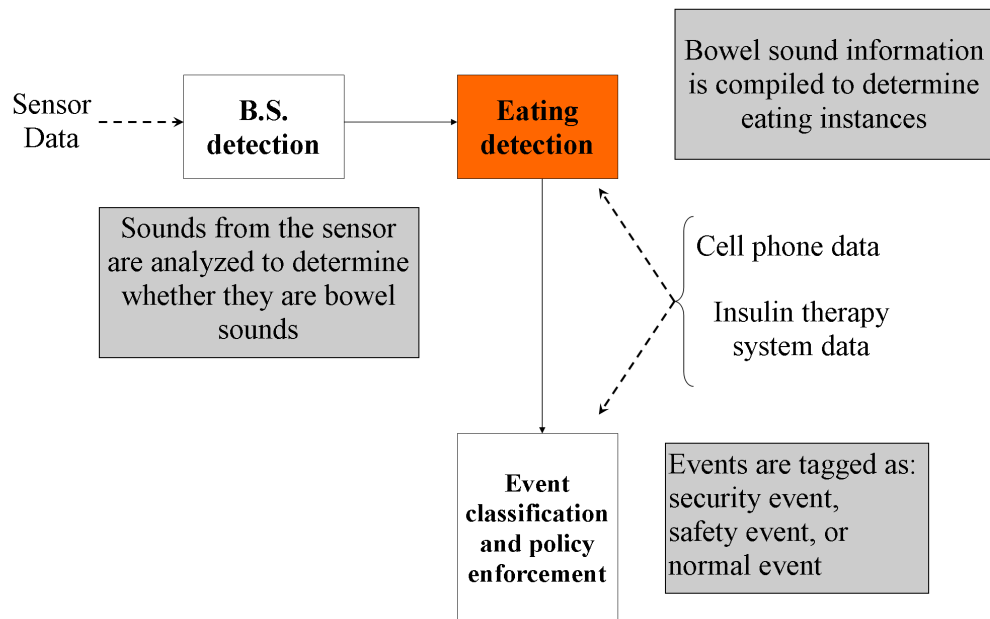 Sensor
Data
B.S.
detection
Eating
detection
Bowel sound information
is compiled to determine
eating instances
Sounds from the sensor
are analyzed to determine
whether they are bowel
sounds
Cell phone data
Insulin therapy
system data
Event
classification
and policy
enforcement
Events are tagged as:
security event,
safety event, or
normal event